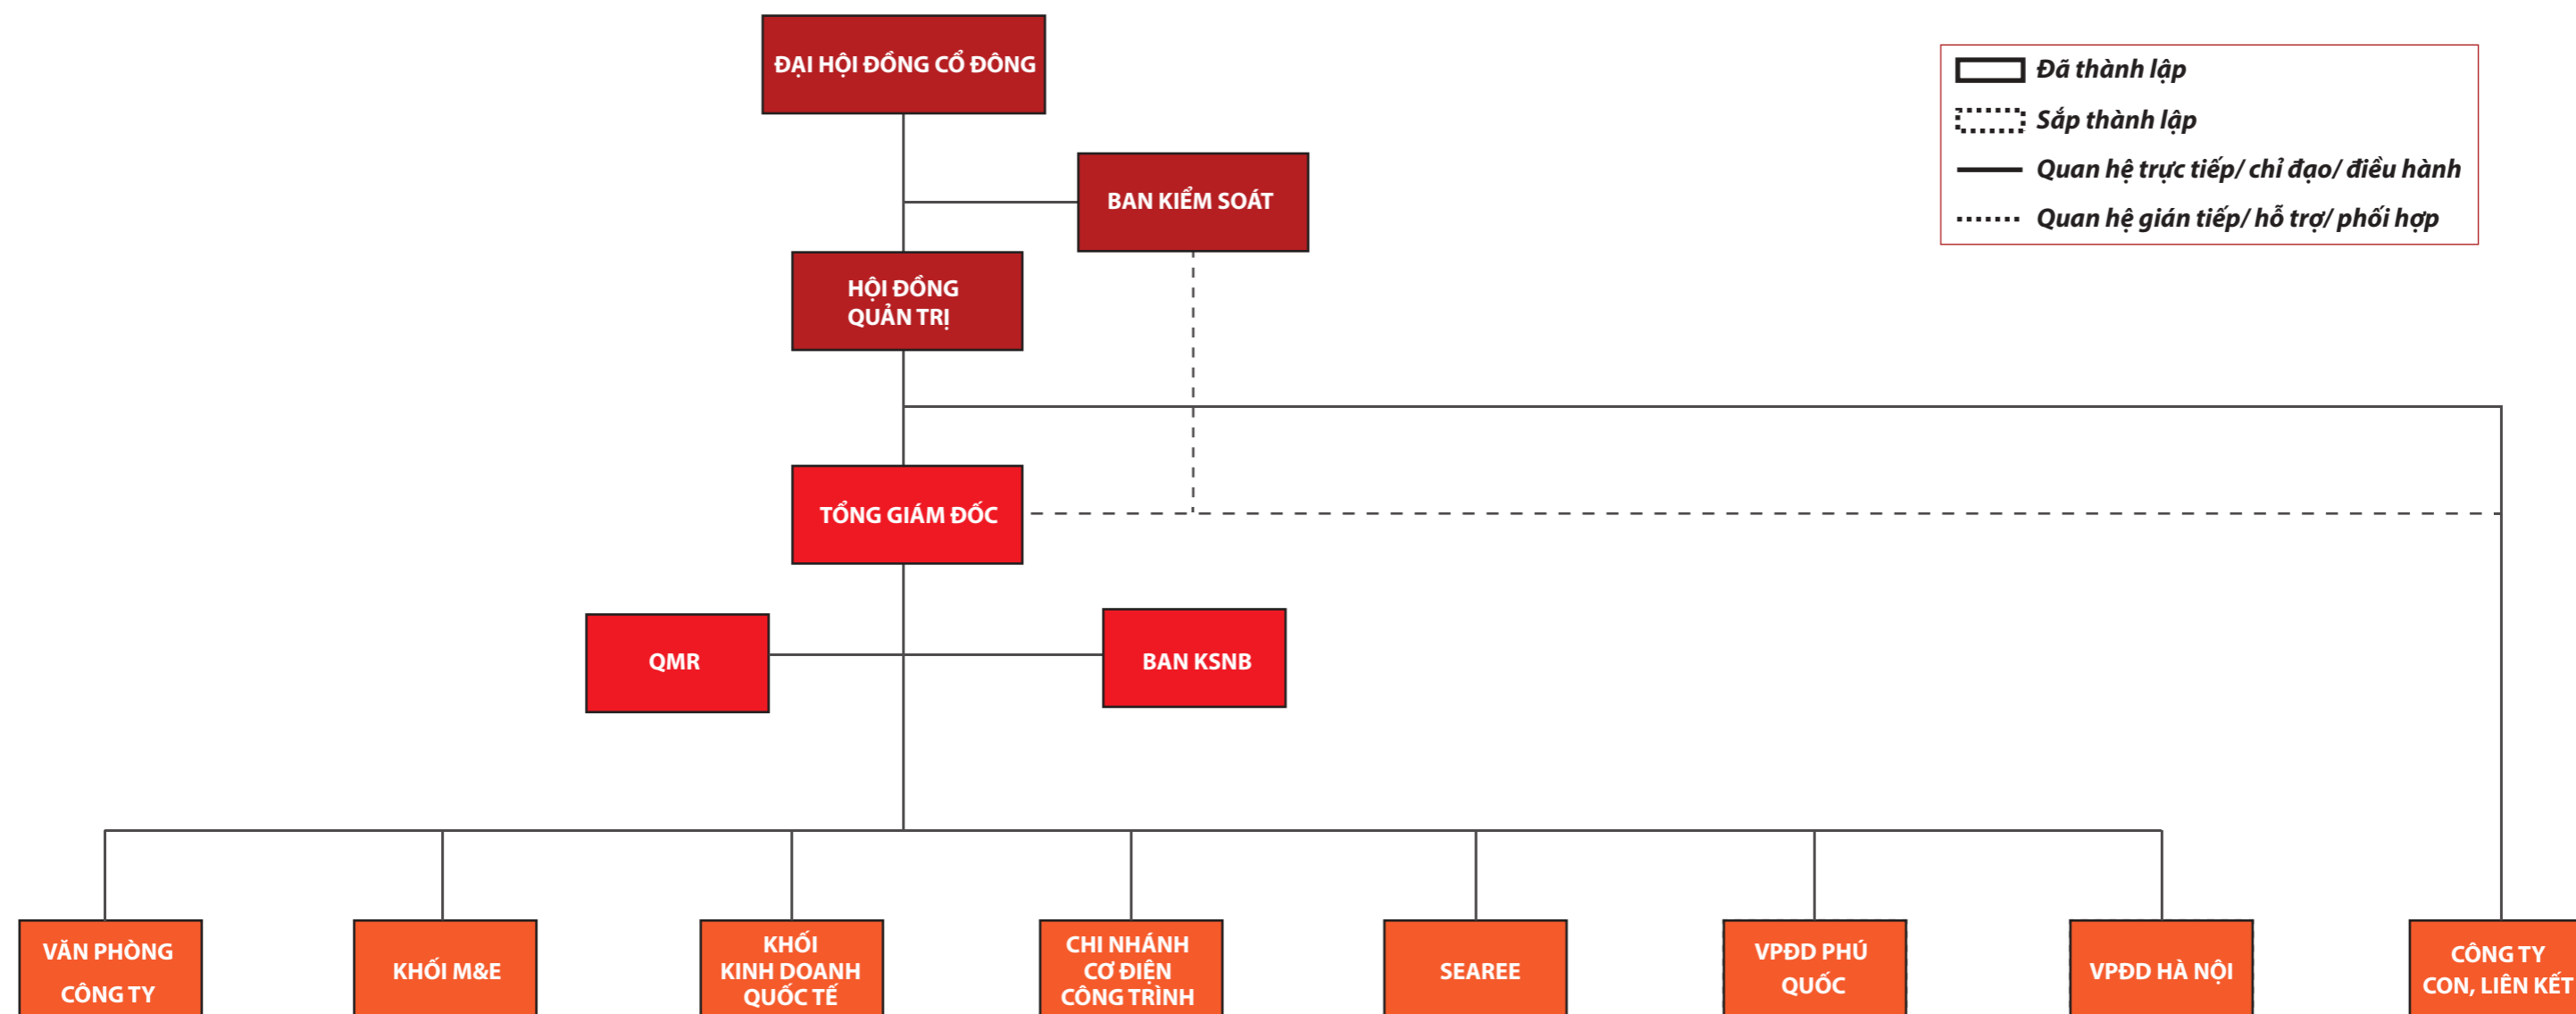 ĐẠI HỘI ĐỒNG CỔ ĐÔNG
Đã thành lập
Sắp thành lập
Quan hệ trực tiếp/ chỉ đạo/ điều hành
Quan hệ gián tiếp/ hỗ trợ/ phối hợp
BAN KIỂM SOÁT
HỘI ĐỒNG
QUẢN TRỊ
TỔNG GIÁM ĐỐC
QMR
BAN KSNB
VĂN PHÒNG
CÔNG TY
KHỐI M&E
KHỐI
KINH DOANH
QUỐC TẾ
CHI NHÁNH
CƠ ĐIỆN
CÔNG TRÌNH
SEAREE
VPĐD PHÚ
QUỐC
VPĐD HÀ NỘI
CÔNG TY
CON, LIÊN KẾT